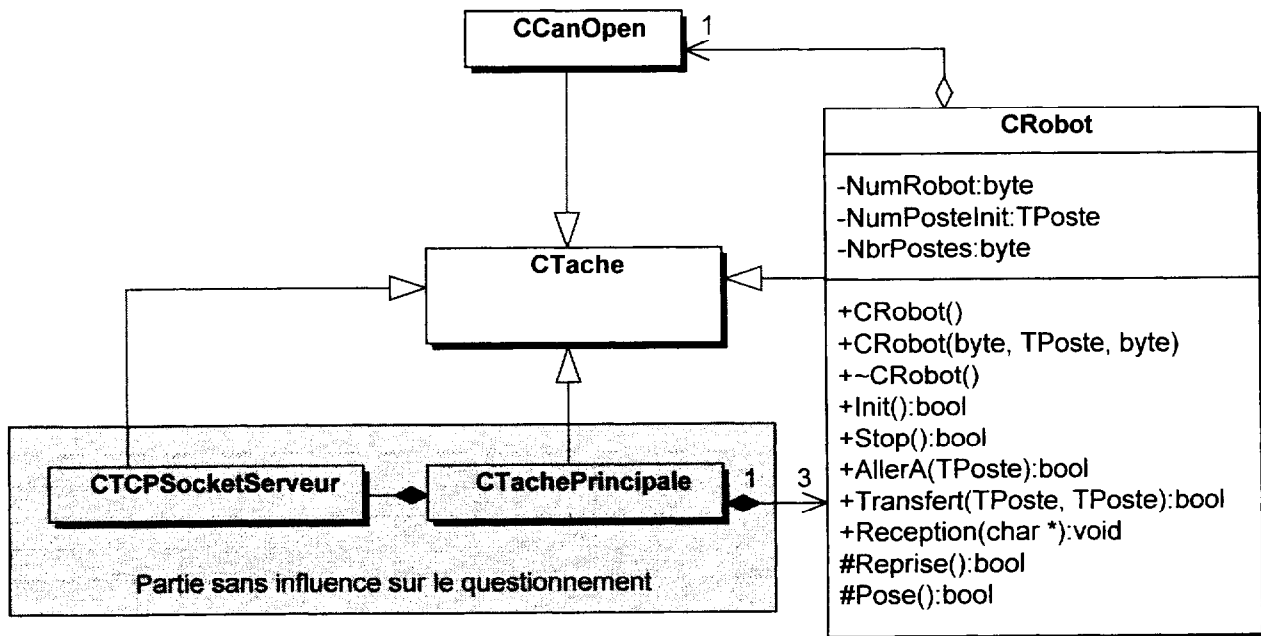 CCanOpen
1
CRobot
-NumRobot:byte
-NumPosteInit:TPoste
-NbrPostes:byte
CTache
+CRobot()
+CRobot(byte, TPoste, byte)
+~CRobot()
+Init():bool
+Stop():bool
+AllerA(TPoste):bool
+Transfert(TPoste, TPoste):bool
+Reception(char *):void
#Reprise():bool
#Pose():bool
CTCPSocketServeur
CTachePrincipale
1
3
Partie sans influence sur le questionnement